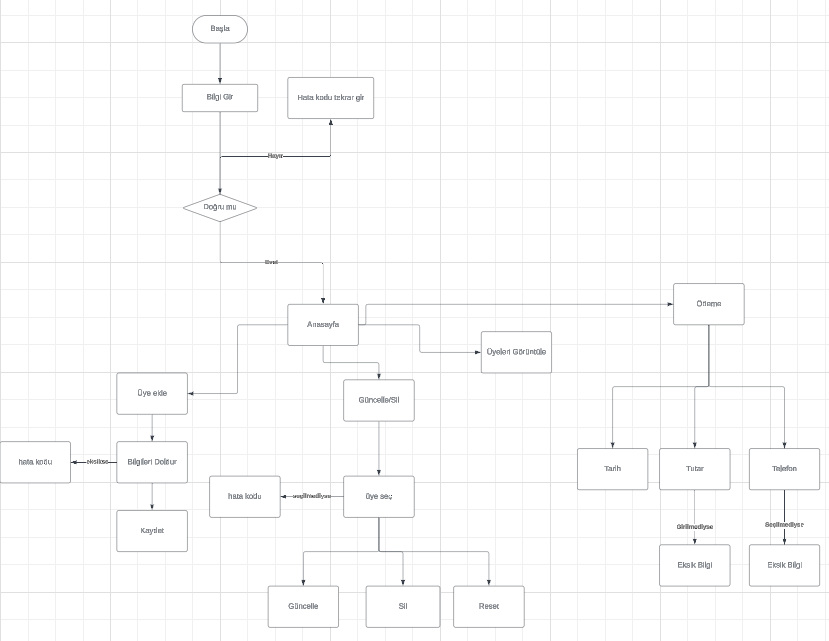 Başla
Bilgi Gir
Hata kodu tekrar gir
Hayır
Doğru mu
Evet
Anasayfa
Ödeme
Üyeleri Görüntüle
Üye ekle
Güncelle/Sil
hata kodu
eksikse
Bilgileri Doldur
Tarih
Tutar
Telefon
hata kodu
seçilmediyse
üye seç
Kaydet
Girilmediyse
Seçilmediyse
Eksik Bilgi
Eksik Bilgi
Güncelle
Sil
Reset